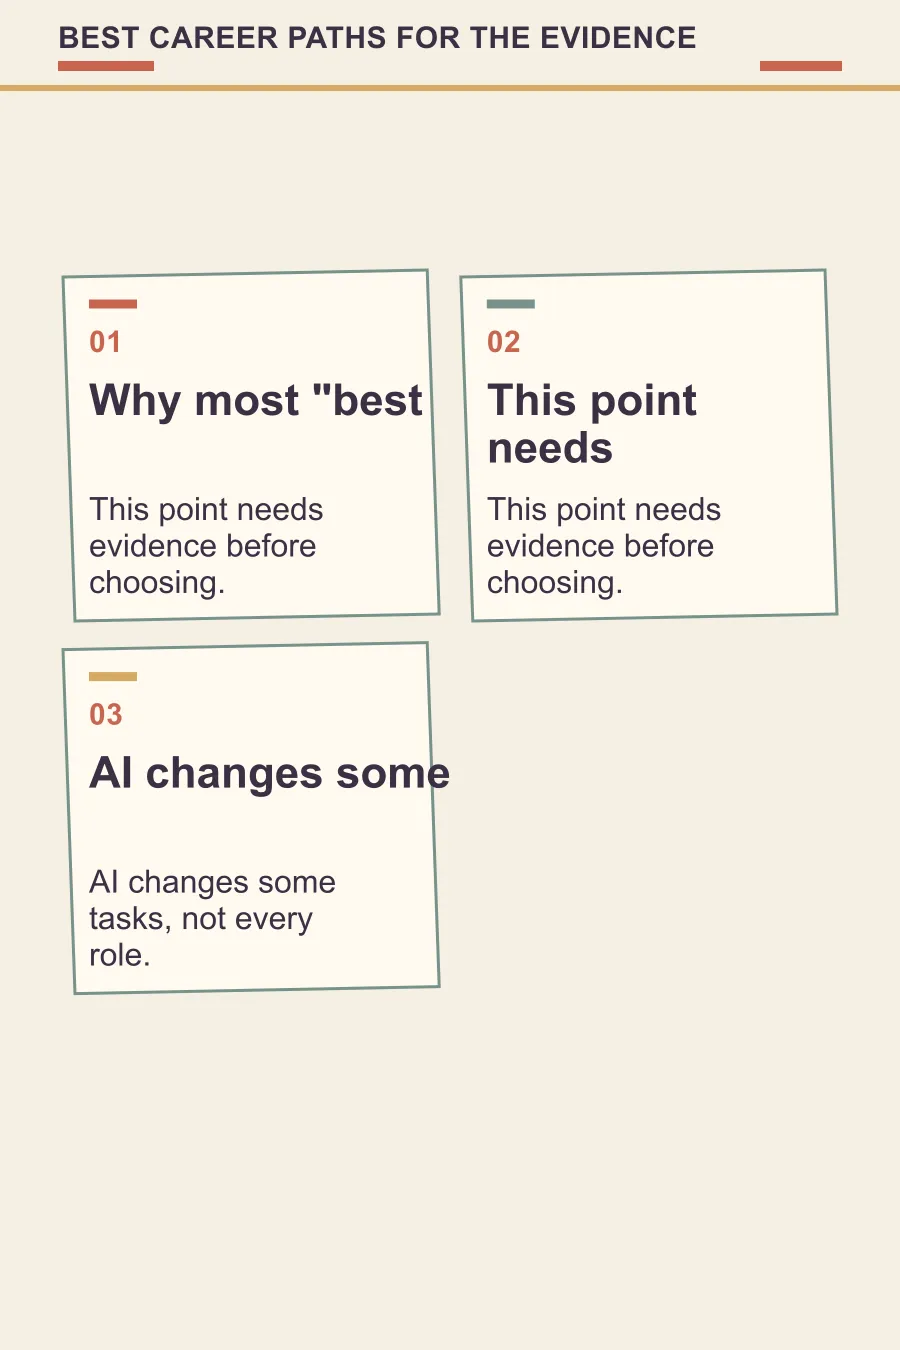 BEST CAREER PATHS FOR THE EVIDENCE
01
Why most "best
This point needs
evidence before
choosing.
02
This point
needs
This point needs
evidence before
choosing.
03
AI changes some
AI changes some
tasks, not every
role.